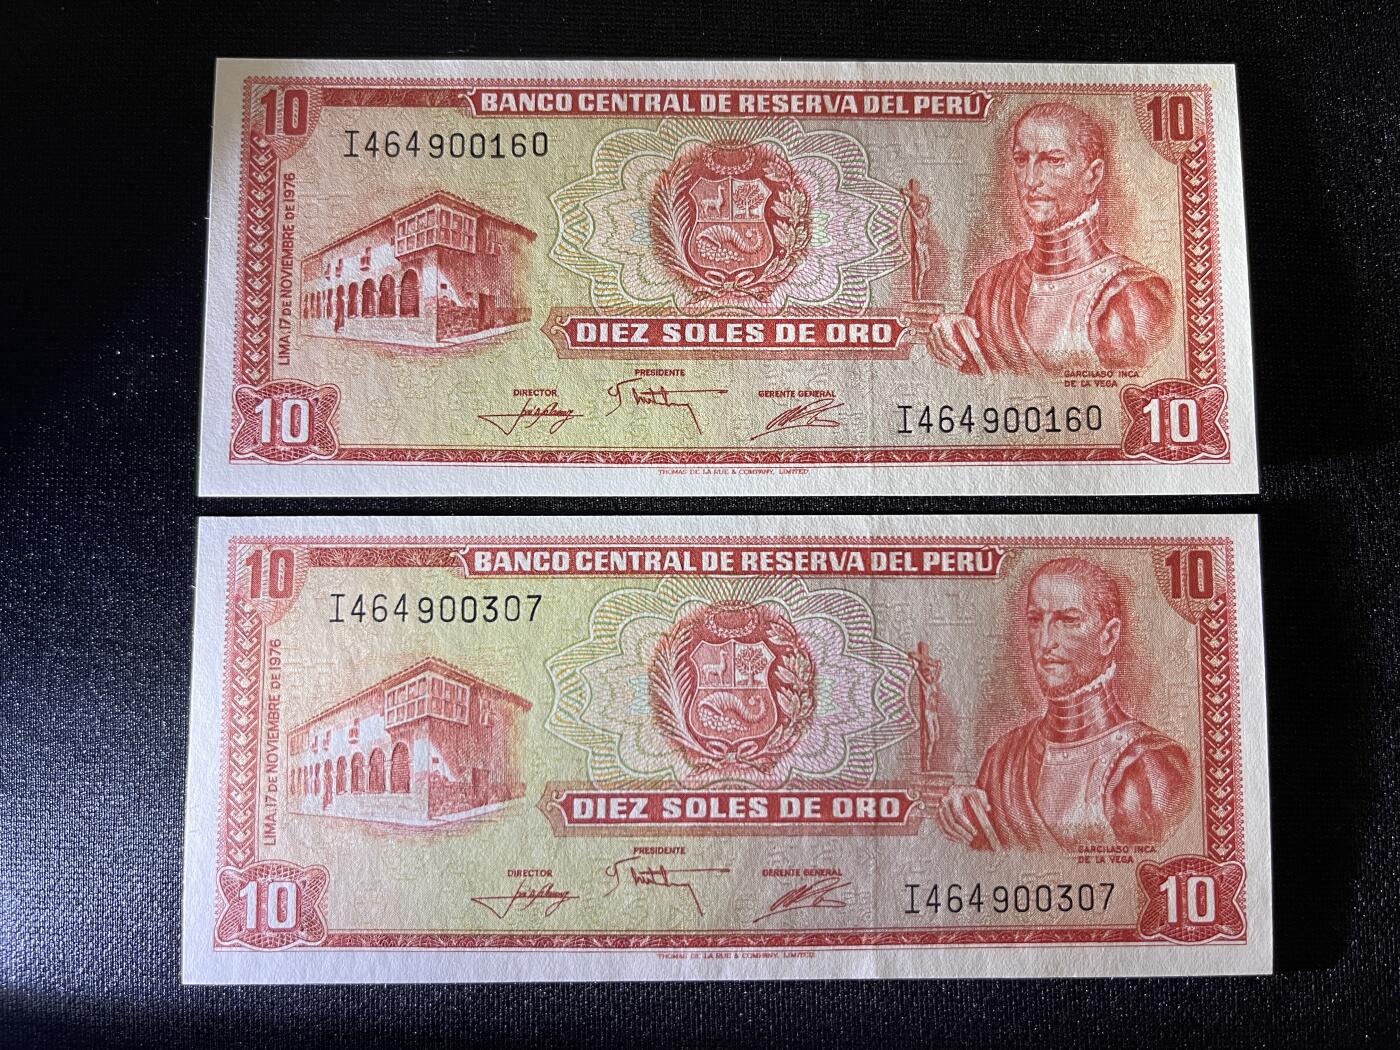 10 BANCO CENTRAL DE RESERVA DEL PERÚ 10
I464900160
LIMA, 17 DE NOVIEMBRE DE 1976
DIEZ SOLES DE ORO
GARCILASO INCA
DE LA VEGA
PRESIDENTE
DIRECTOR
GERENTE GENERAL
10 I464900160 10
THOMAS DE LA RUE & COMPANY, LIMITED.
10 BANCO CENTRAL DE RESERVA DEL PERÚ 10
I464900307
LIMA, 17 DE NOVIEMBRE DE 1976
DIEZ SOLES DE ORO
GARCILASO INCA
DE LA VEGA
PRESIDENTE
DIRECTOR
GERENTE GENERAL
10 I464900307 10
THOMAS DE LA RUE & COMPANY, LIMITED.